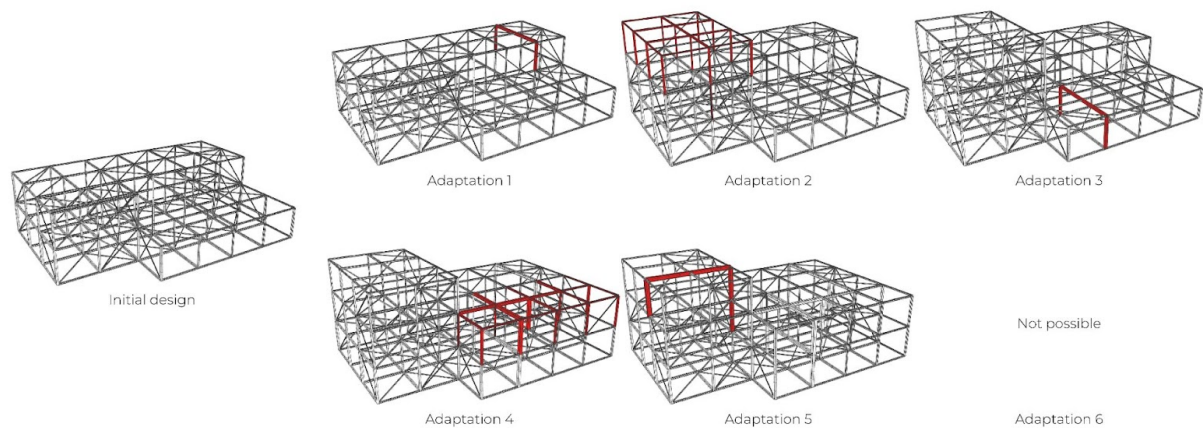 Adaptation 1
Adaptation 2
Adaptation 3
Initial design
Not possible
Adaptation 4
Adaptation 5
Adaptation 6